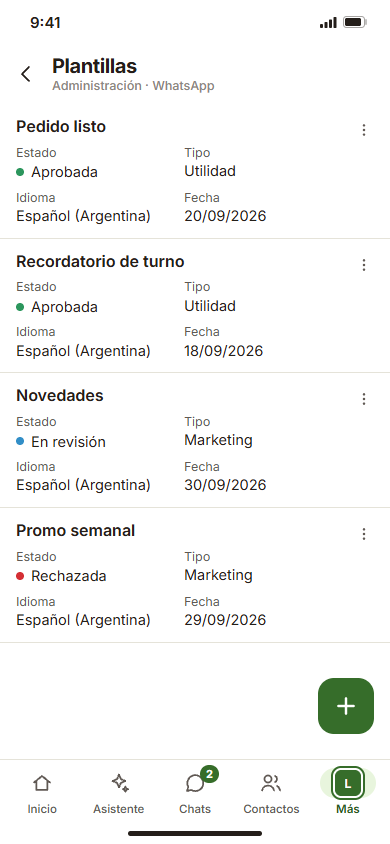 9:41
Plantillas
Administración · WhatsApp
Pedido listo
Estado Tipo
Aprobada Utilidad
Idioma Fecha
Español (Argentina) 20/09/2026
Recordatorio de turno
Estado Tipo
Aprobada Utilidad
Idioma Fecha
Español (Argentina) 18/09/2026
Novedades
Estado Tipo
En revisión Marketing
Idioma Fecha
Español (Argentina) 30/09/2026
Promo semanal
Estado Tipo
Rechazada Marketing
Idioma Fecha
Español (Argentina) 29/09/2026
2
L
Inicio Asistente Chats Contactos Más